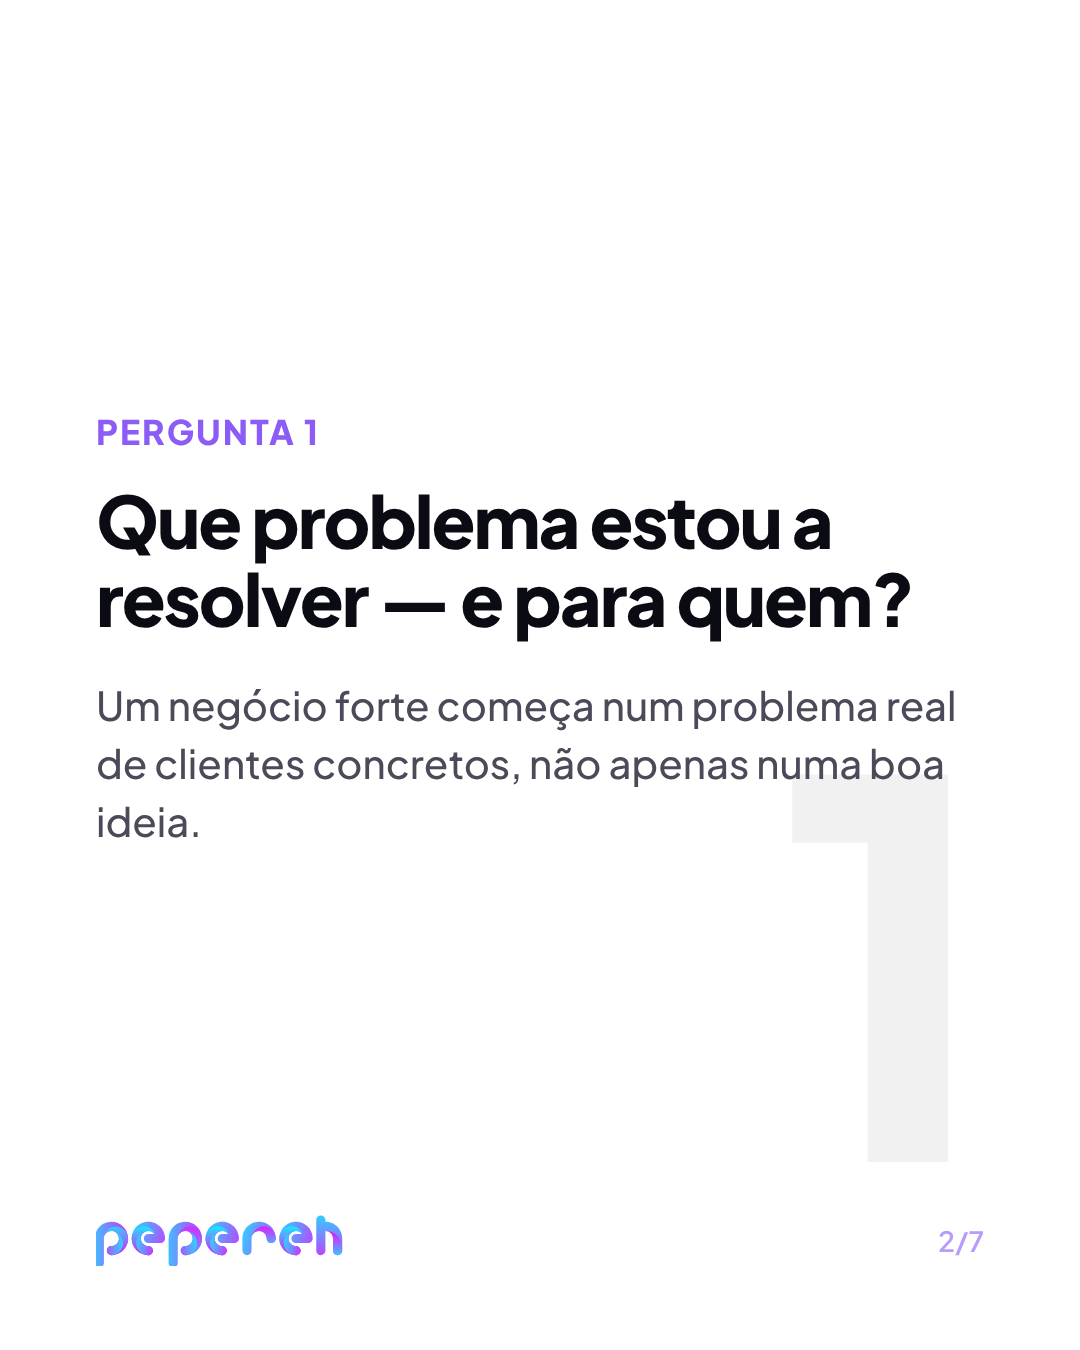 PERGUNTA 1
Que problema estou a
resolver — e para quem?
Um negócio forte começa num problema real
de clientes concretos, não apenas numa boa
ideia.
1
pepereh
2/7